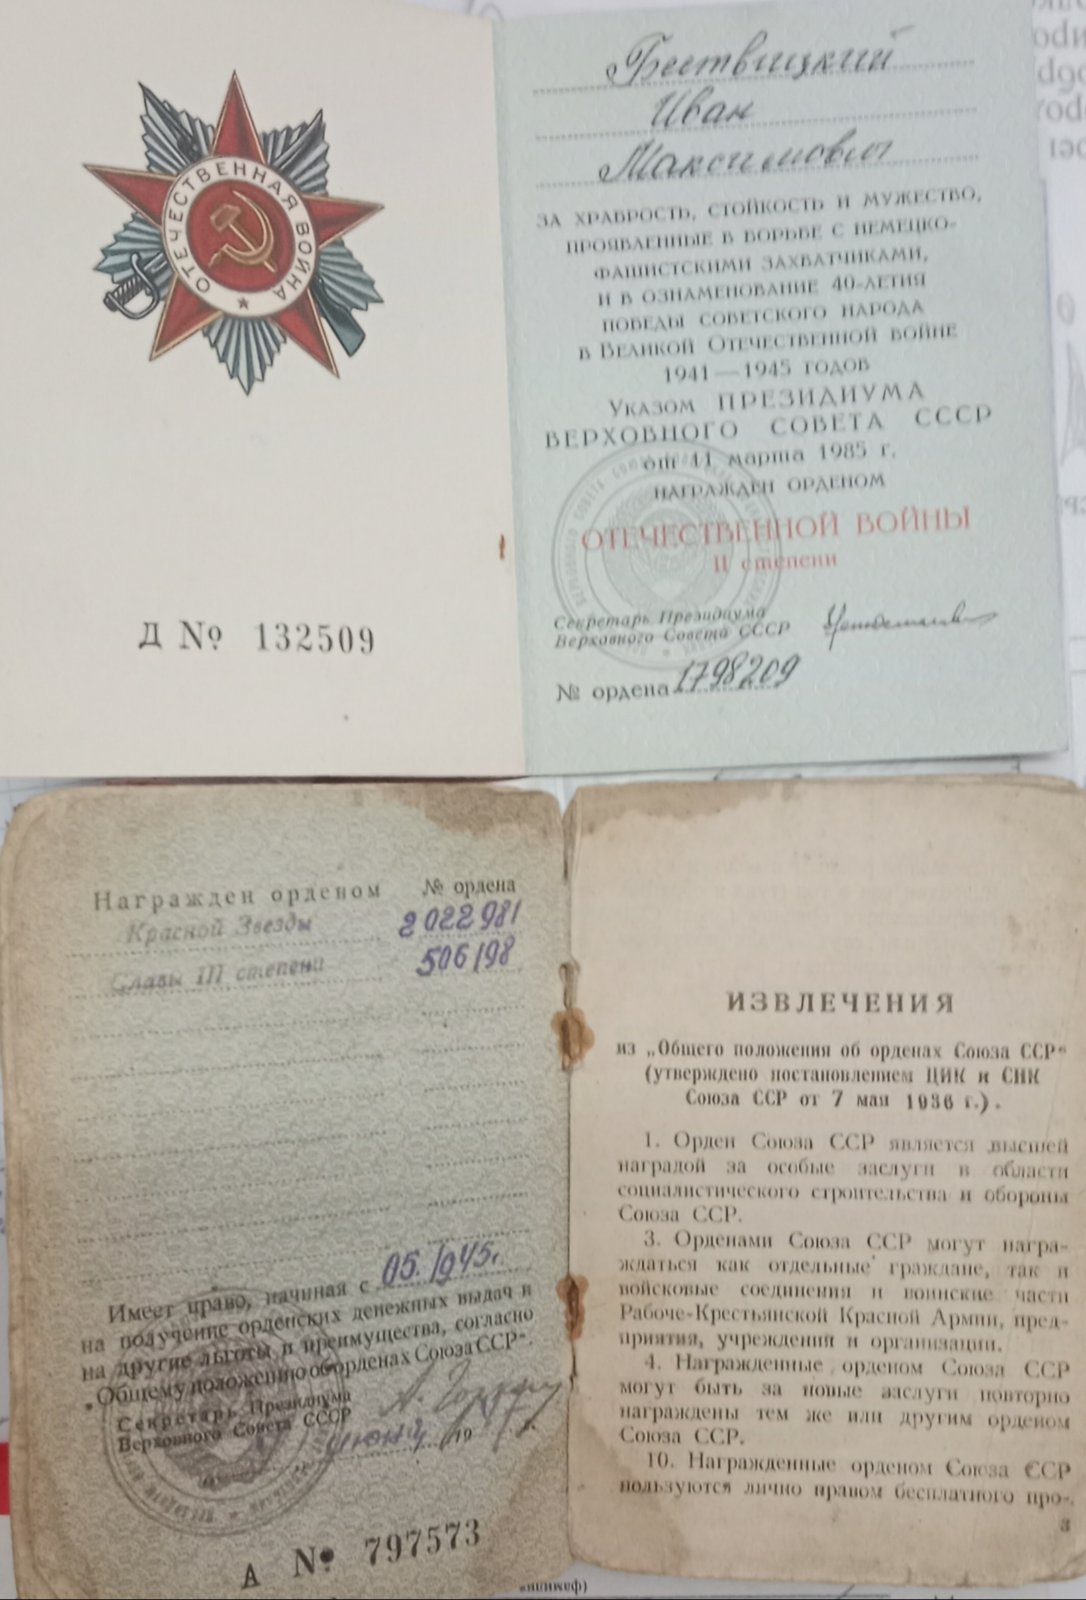 ОТЕЧЕСТВЕННАЯ ВОЙНА
Д № 132509
Иван
Максимович
ЗА ХРАБРОСТЬ, СТОЙКОСТЬ И МУЖЕСТВО,
ПРОЯВЛЕННЫЕ В БОРЬБЕ С НЕМЕЦКО-
ФАШИСТСКИМИ ЗАХВАТЧИКАМИ,
И В ОЗНАМЕНОВАНИЕ 40-ЛЕТИЯ
ПОБЕДЫ СОВЕТСКОГО НАРОДА
В ВЕЛИКОЙ ОТЕЧЕСТВЕННОЙ ВОЙНЕ
1941—1945 ГОДОВ
УКАЗОМ ПРЕЗИДИУМА
ВЕРХОВНОГО СОВЕТА СССР
от 11 марта 1985 г.
НАГРАЖДЕН ОРДЕНОМ
ОТЕЧЕСТВЕННОЙ ВОЙНЫ
II степени
Секретарь Президиума
Верховного Совета СССР
№ ордена 1798209
Награжден орденом № ордена
Красной Звезды 2022981
Славы III степени 506198
Имеет право, начиная с 05.1945г.
на получение орденских денежных выдач и
на другие льготы и преимущества, согласно
„Общему положению об орденах Союза ССР“.
Секретарь Президиума
Верховного Совета СССР
июня 19 г.
А № 797573
ИЗВЛЕЧЕНИЯ
из „Общего положения об орденах Союза ССР“
(утверждено постановлением ЦИК и СНК
Союза ССР от 7 мая 1936 г.).
1. Орден Союза ССР является высшей
наградой за особые заслуги в области
социалистического строительства и обороны
Союза ССР.
3. Орденами Союза ССР могут награ-
ждаться как отдельные граждане, так и
войсковые соединения и воинские части
Рабоче-Крестьянской Красной Армии, пред-
приятия, учреждения и организации.
4. Награжденные орденом Союза ССР
могут быть за новые заслуги повторно
награждены тем же или другим орденом
Союза ССР.
10. Награжденные орденом Союза ССР
пользуются лично правом бесплатного про-
3